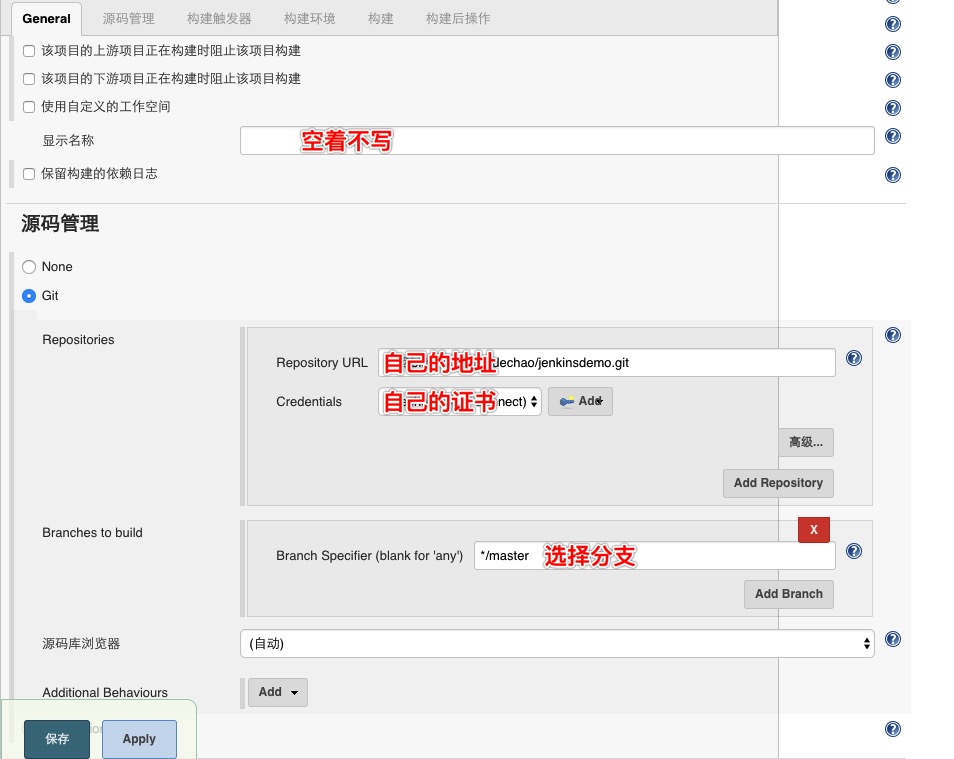 General 源码管理 构建触发器 构建环境 构建 构建后操作
该项目的上游项目正在构建时阻止该项目构建
该项目的下游项目正在构建时阻止该项目构建
使用自定义的工作空间
显示名称 空着不写
保留构建的依赖日志
源码管理
None
Git
Repositories
Repository URL 自己的地址 dechao/jenkinsdemo.git
Credentials 自己的证书 nect) Add
高级...
Add Repository
Branches to build
X
Branch Specifier (blank for 'any') */master 选择分支
Add Branch
源码库浏览器 (自动)
Additional Behaviours Add
保存 Apply